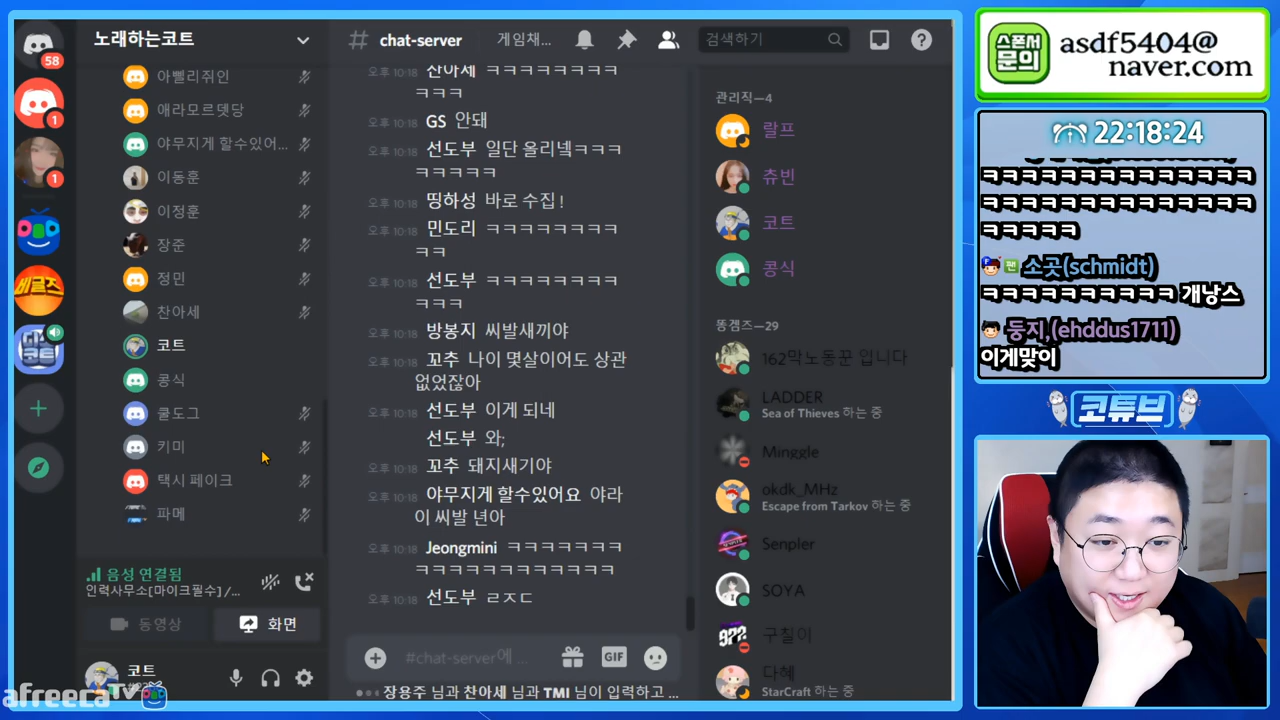 58
1
1
노래하는코트
아삘리쥐인
애라모르뎃당
야무지게 할수있어...
이동훈
이정훈
장준
정민
찬아세
코트
콩식
쿨도그
키미
택시 페이크
파메
음성 연결됨
인력사무소[마이크필수]/...
동영상
화면
코트
afreecaTV
# chat-server 게임채...
검색하기
오후 10:18 찬아세 ㅋㅋㅋㅋㅋㅋㅋㅋ
ㅋㅋㅋ
오후 10:18 GS 안돼
오후 10:18 선도부 일단 올리넼ㅋㅋㅋ
ㅋㅋㅋㅋㅋ
오후 10:18 띵하성 바로 수집!
오후 10:18 민도리 ㅋㅋㅋㅋㅋㅋㅋㅋ
ㅋㅋ
오후 10:18 선도부 ㅋㅋㅋㅋㅋㅋㅋㅋ
ㅋㅋㅋ
오후 10:18 방봉지 씨발새끼야
오후 10:18 꼬추 나이 몇살이어도 상관
없었잖아
오후 10:18 선도부 이게 되네
선도부 와;
오후 10:18 꼬추 돼지새기야
오후 10:18 야무지게 할수있어요 야라
이 씨발 년아
오후 10:18 Jeongmini ㅋㅋㅋㅋㅋㅋㅋ
ㅋㅋㅋㅋㅋㅋㅋㅋㅋㅋㅋㅋ
오후 10:18 선도부 ㄹㅈㄷ
#chat-server에 ...
GIF
장용주 님과 찬아세 님과 TMI 님이 입력하고 ...
관리직—4
랄프
츄빈
코트
콩식
똥겜즈—29
162막노동꾼 입니다
LADDER
Sea of Thieves 하는 중
Minggle
okdk_MHz
Escape from Tarkov 하는 중
Senpler
SOYA
구칠이
다혜
StarCraft 하는 중
스폰서
문의
asdf5404@
naver.com
22:18:24
ㅋㅋㅋㅋㅋㅋㅋㅋㅋㅋㅋㅋㅋㅋ
ㅋㅋㅋㅋㅋㅋㅋㅋㅋㅋㅋㅋㅋㅋ
ㅋㅋㅋㅋㅋ
팬 소곳(schmidt)
ㅋㅋㅋㅋㅋㅋㅋㅋㅋㅋ 개낭스
둥지,(ehddus1711)
이게맞이
코튜브